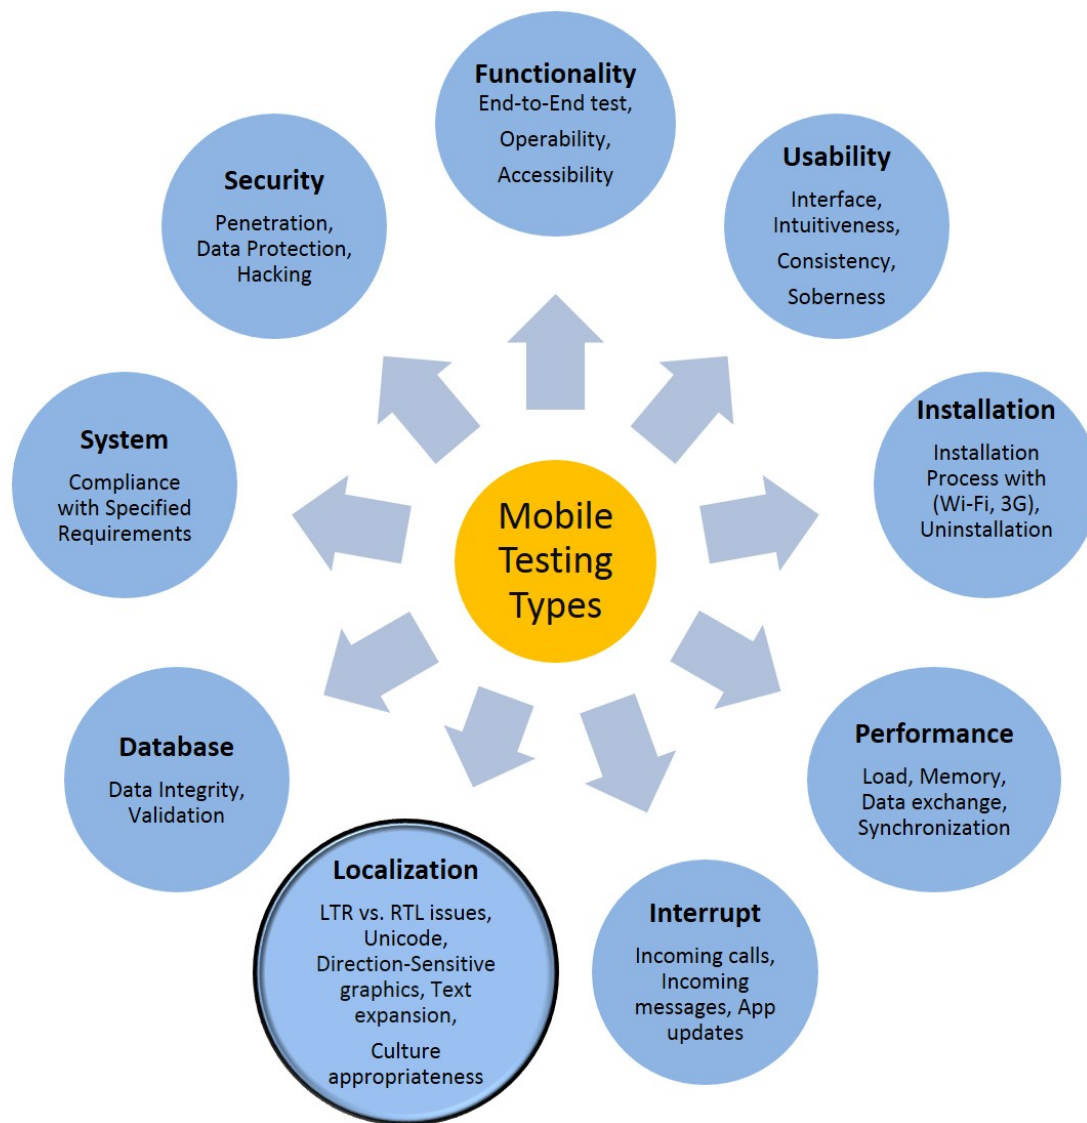 Functionality
End-to-End test,
Operability,
Accessibility
Usability
Interface,
Intuitiveness,
Consistency,
Soberness
Installation
Installation
Process with
(Wi-Fi, 3G),
Uninstallation
Performance
Load, Memory,
Data exchange,
Synchronization
Interrupt
Incoming calls,
Incoming
messages, App
updates
Localization
LTR vs. RTL issues,
Unicode,
Direction-Sensitive
graphics, Text
expansion,
Culture
appropriateness
Database
Data Integrity,
Validation
System
Compliance
with Specified
Requirements
Security
Penetration,
Data Protection,
Hacking
Mobile
Testing
Types